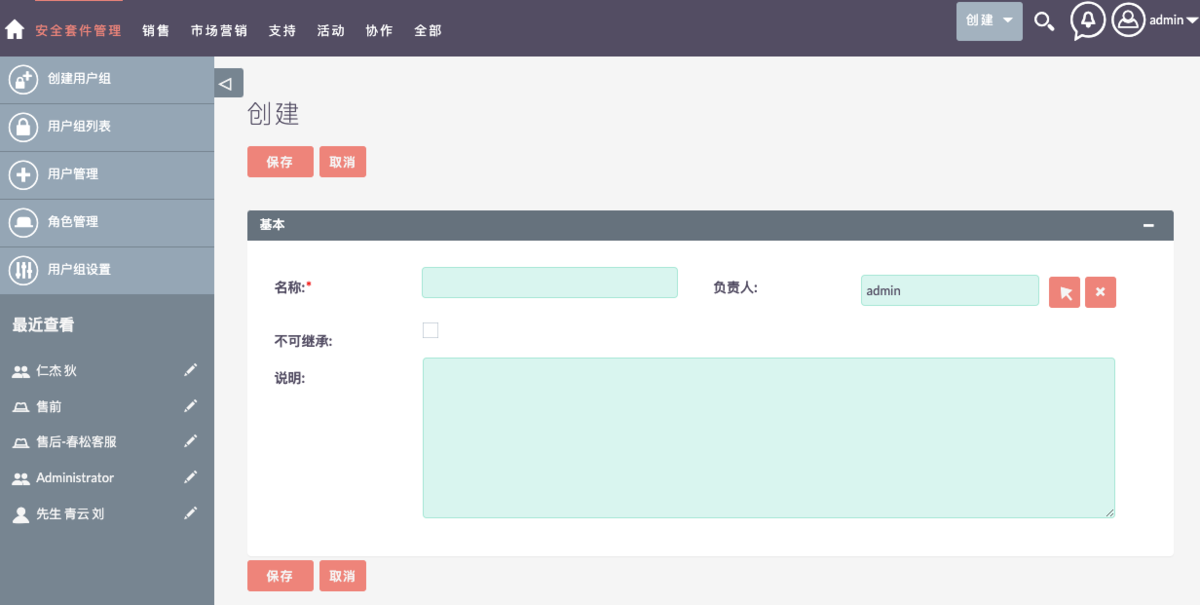 安全套件管理 销售 市场营销 支持 活动 协作 全部 创建 admin
创建用户组
用户组列表
用户管理
角色管理
用户组设置
最近查看
仁杰 狄
售前
售后-春松客服
Administrator
先生 青云 刘
创建
保存 取消
基本
名称:* 负责人: admin
不可继承:
说明:
保存 取消